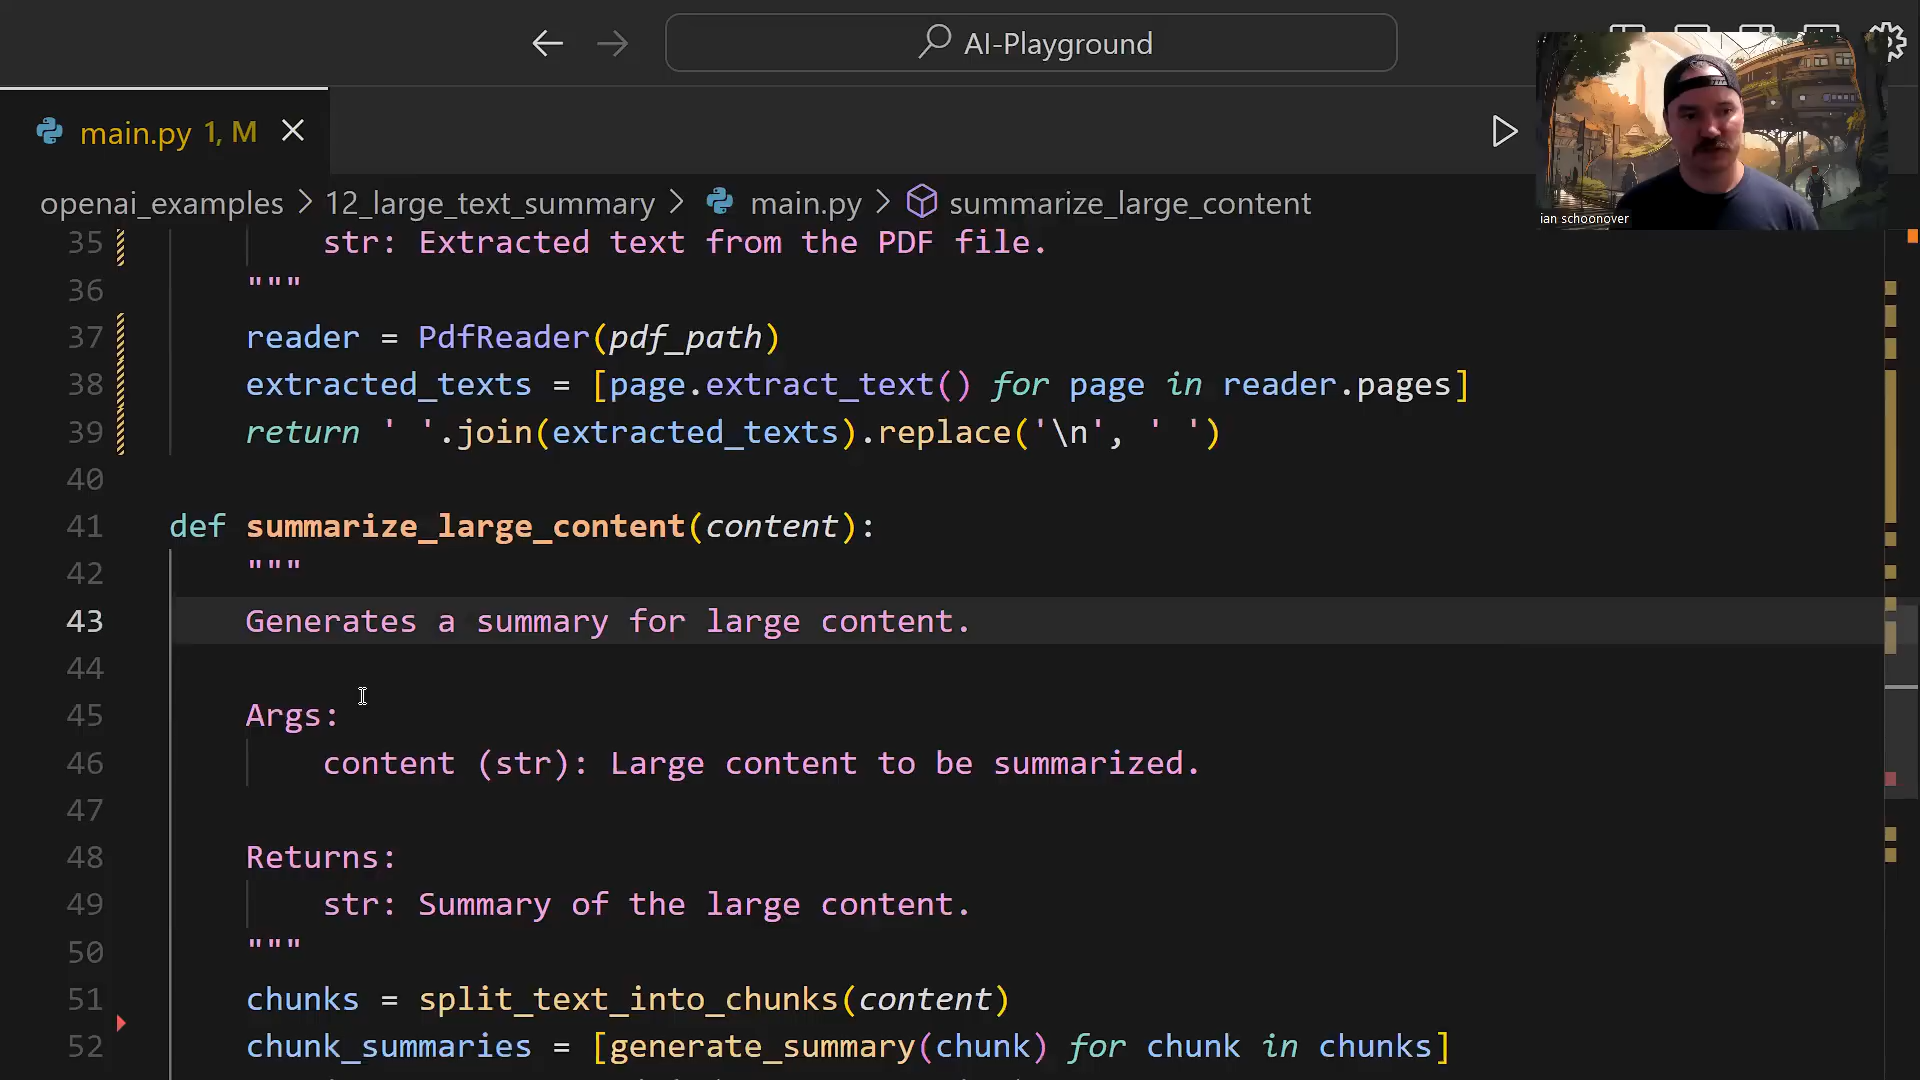 AI-Playground
main.py 1, M
openai_examples > 12_large_text_summary > main.py > summarize_large_content
ian schoonover
35 str: Extracted text from the PDF file.
36 """
37 reader = PdfReader(pdf_path)
38 extracted_texts = [page.extract_text() for page in reader.pages]
39 return ' '.join(extracted_texts).replace('\n', ' ')
40
41 def summarize_large_content(content):
42 """
43 Generates a summary for large content.
44
45 Args:
46 content (str): Large content to be summarized.
47
48 Returns:
49 str: Summary of the large content.
50 """
51 chunks = split_text_into_chunks(content)
52 chunk_summaries = [generate_summary(chunk) for chunk in chunks]